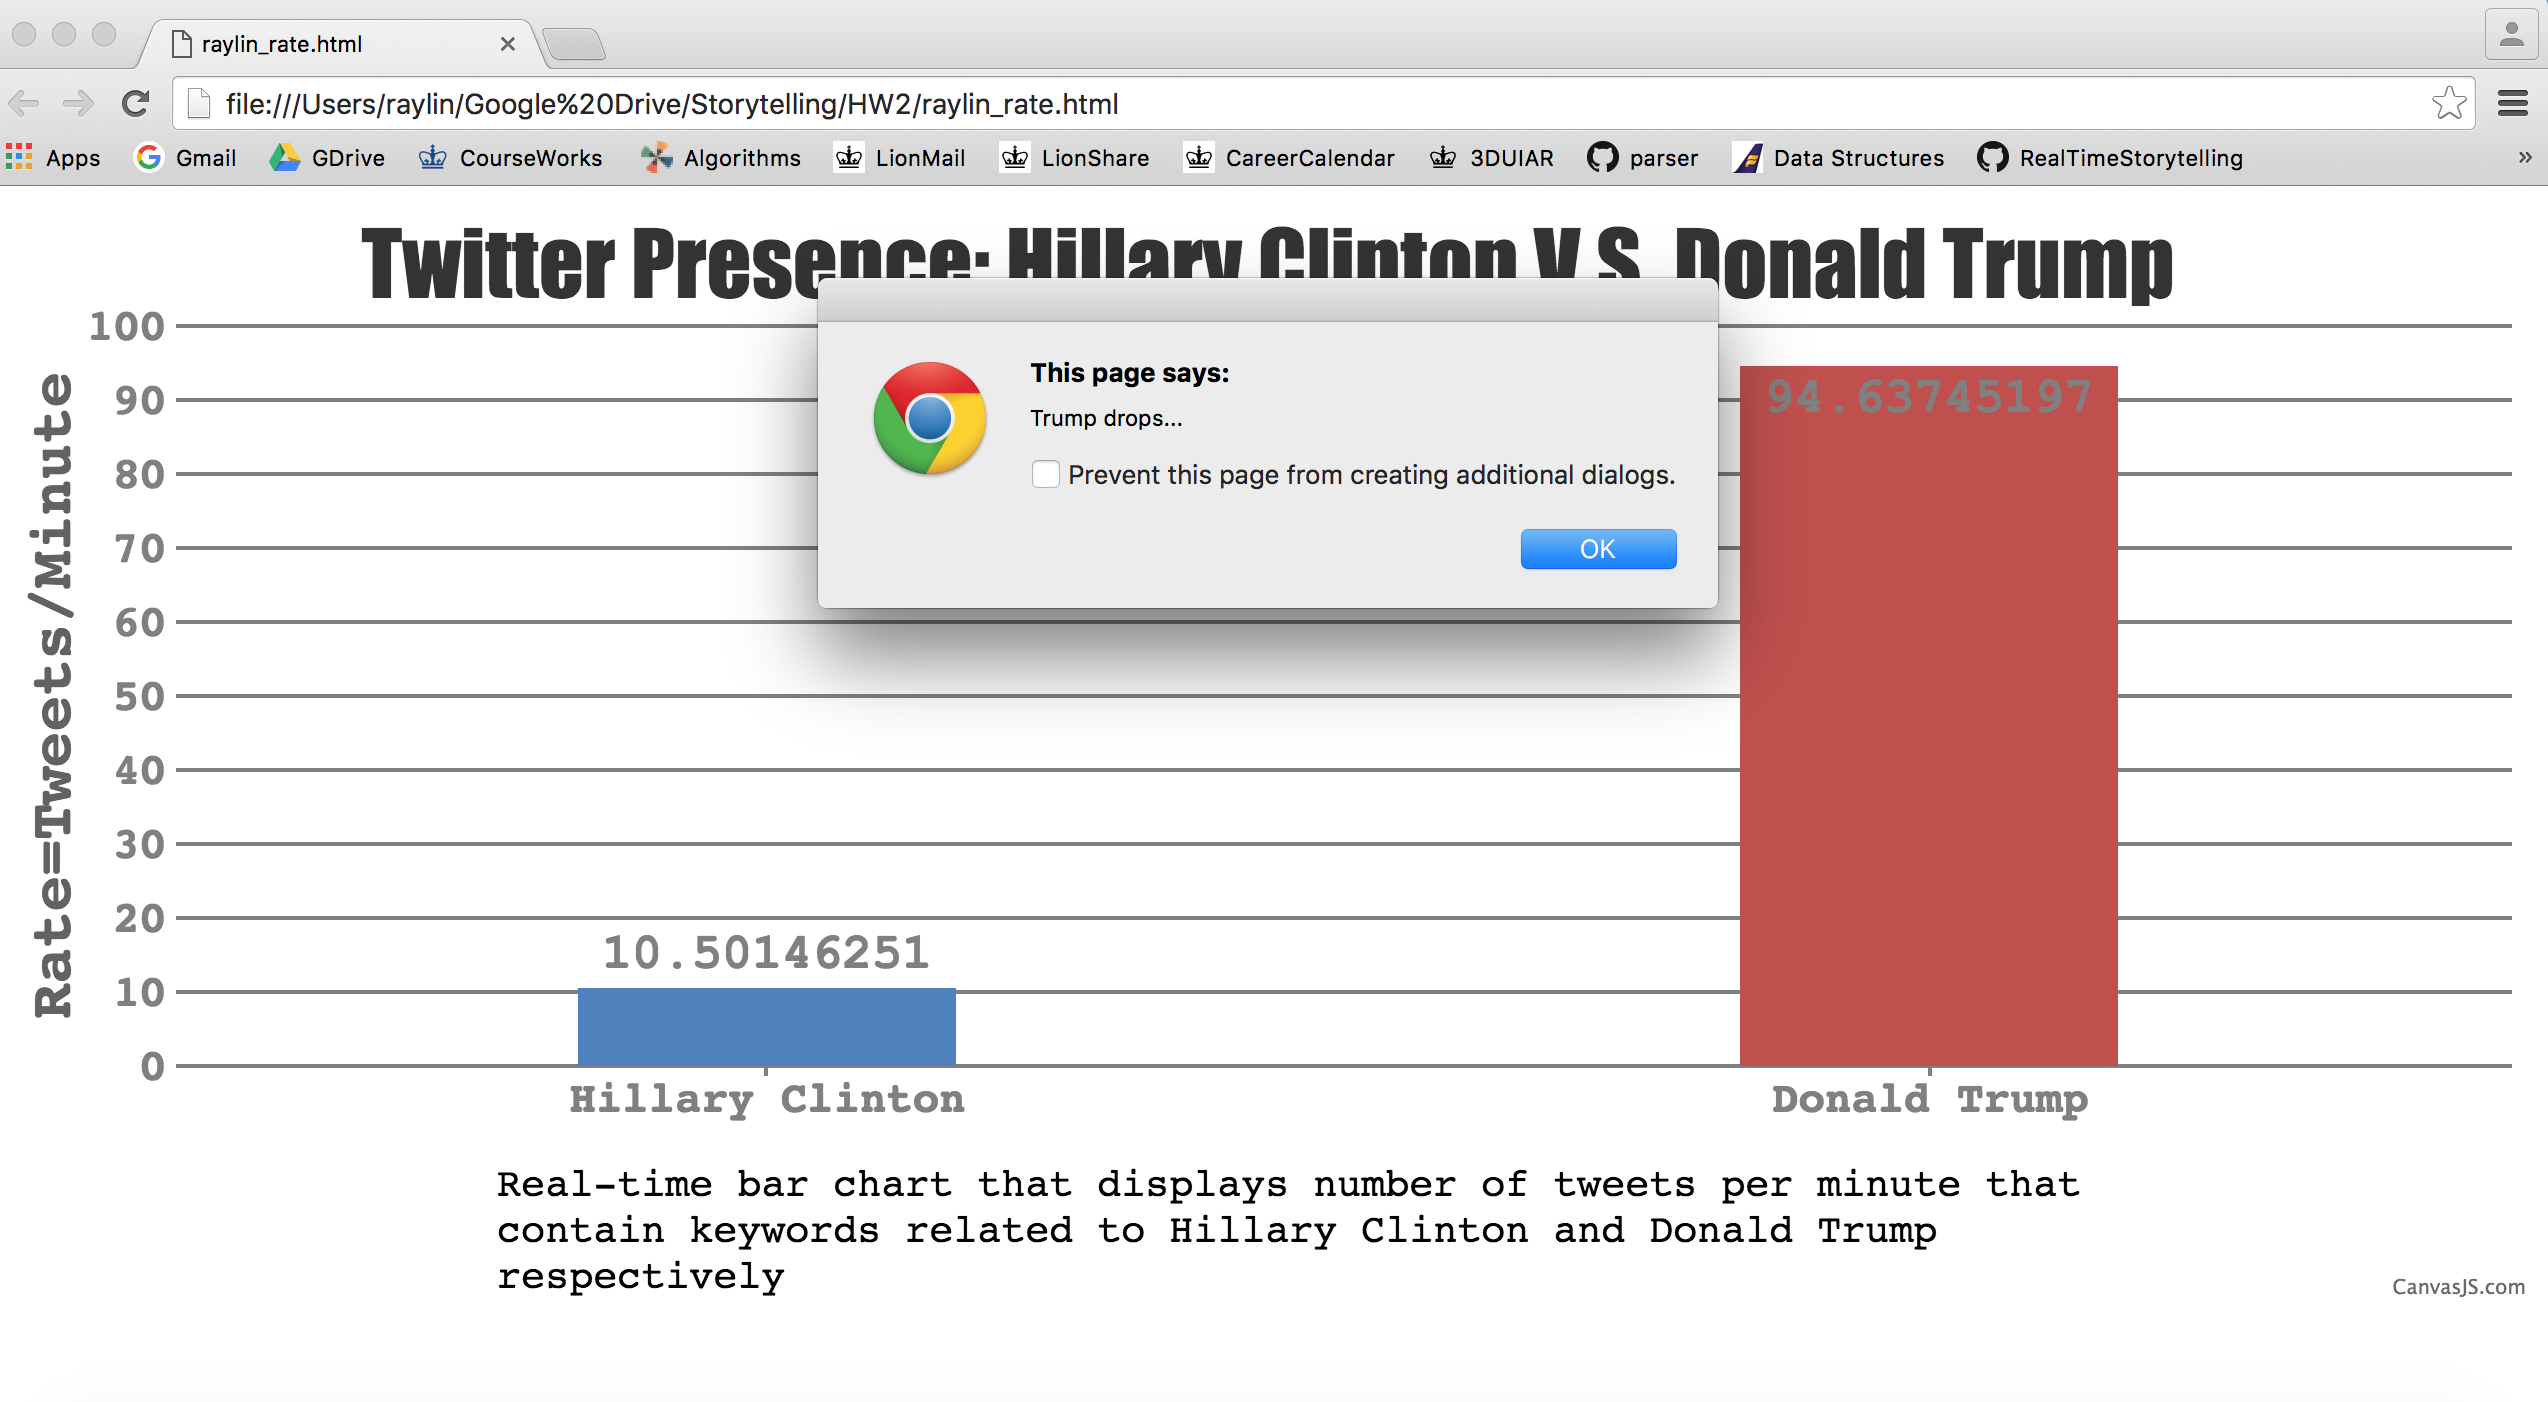 raylin_rate.html
file:///Users/raylin/Google%20Drive/Storytelling/HW2/raylin_rate.html
Apps Gmail GDrive CourseWorks Algorithms LionMail LionShare CareerCalendar 3DUIAR parser Data Structures RealTimeStorytelling »
Twitter Presence: Hillary Clinton V.S. Donald Trump
This page says:
Trump drops...
Prevent this page from creating additional dialogs.
OK
Rate=Tweets/Minute
100
90
80
70
60
50
40
30
20
10
0
10.50146251
94.63745197
Hillary Clinton
Donald Trump
Real-time bar chart that displays number of tweets per minute that
contain keywords related to Hillary Clinton and Donald Trump
respectively
CanvasJS.com